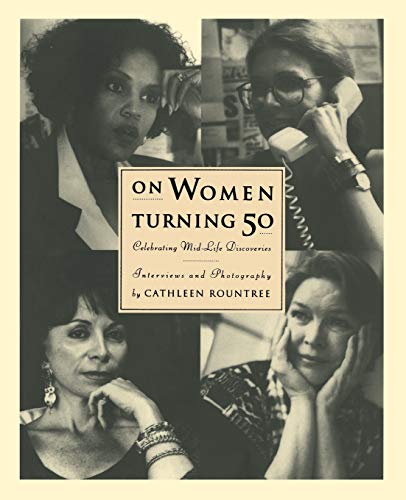 ON WOMEN
TURNING 50
Celebrating Mid-Life Discoveries
Interviews and Photography
by CATHLEEN ROUNTREE